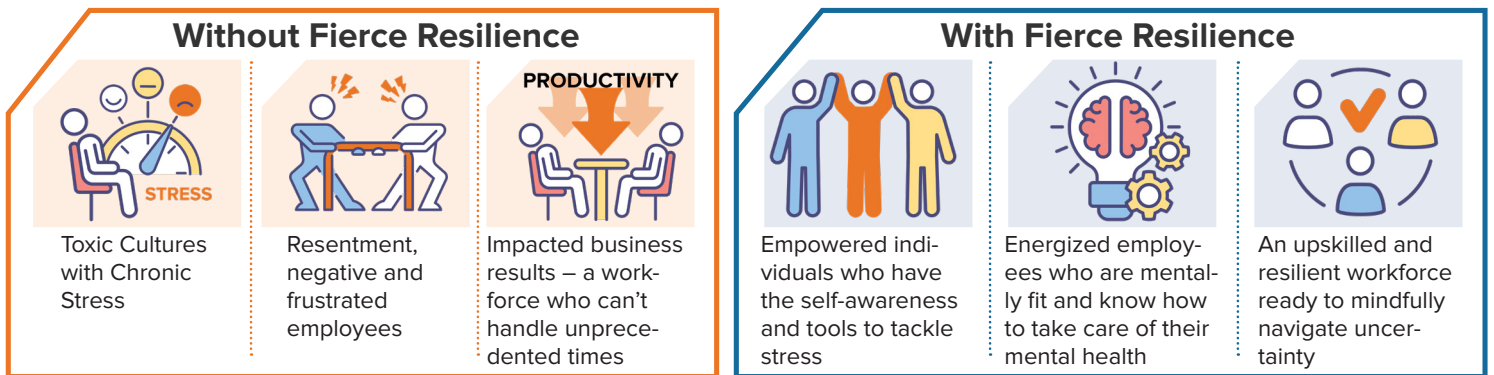 Without Fierce Resilience
STRESS
Toxic Cultures
with Chronic
Stress
Resentment,
negative and
frustrated
employees
PRODUCTIVITY
Impacted business
results – a work-
force who can't
handle unprece-
dented times
With Fierce Resilience
Empowered indi-
viduals who have
the self-awareness
and tools to tackle
stress
Energized employ-
ees who are mental-
ly fit and know how
to take care of their
mental health
An upskilled and
resilient workforce
ready to mindfully
navigate uncer-
tainty